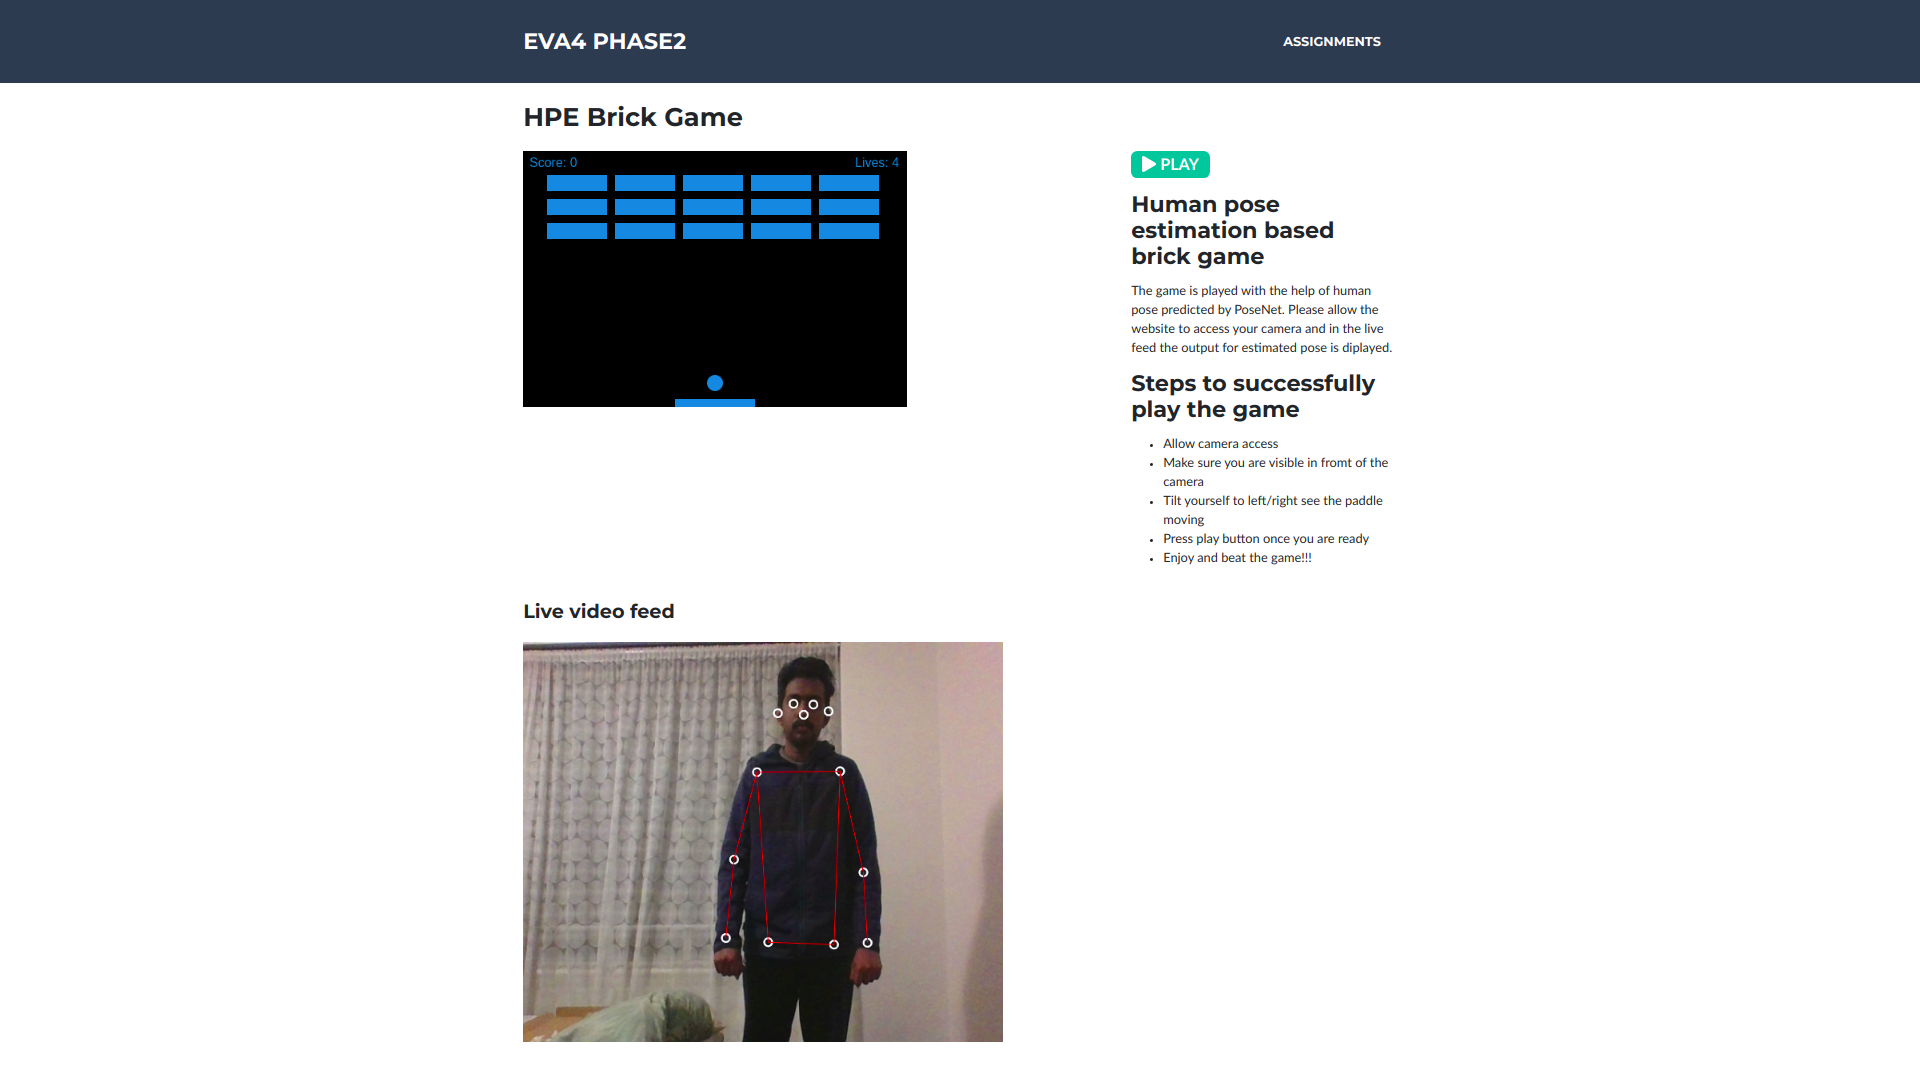 EVA4 PHASE2
ASSIGNMENTS
HPE Brick Game
Score: 0
Lives: 4
PLAY
Human pose
estimation based
brick game
The game is played with the help of human
pose predicted by PoseNet. Please allow the
website to access your camera and in the live
feed the output for estimated pose is diplayed.
Steps to successfully
play the game
Allow camera access
Make sure you are visible in fromt of the
camera
Tilt yourself to left/right see the paddle
moving
Press play button once you are ready
Enjoy and beat the game!!!
Live video feed